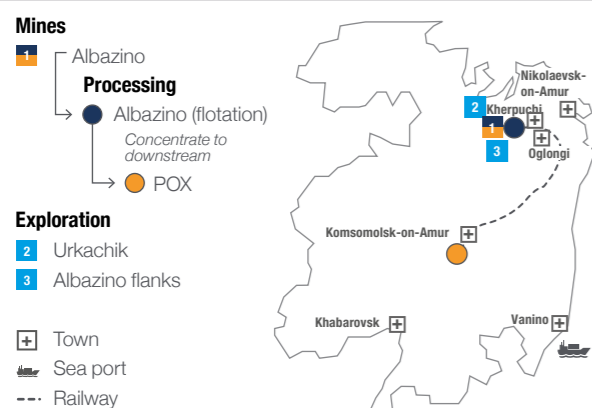 Mines
1 Albazino
Processing
Albazino (flotation)
Concentrate to
downstream
POX
Exploration
2 Urkachik
3 Albazino flanks
Town
Sea port
Railway
Nikolaevsk-
on-Amur
2 Kherpuchi
1
3 Oglongi
Komsomolsk-on-Amur
Khabarovsk
Vanino